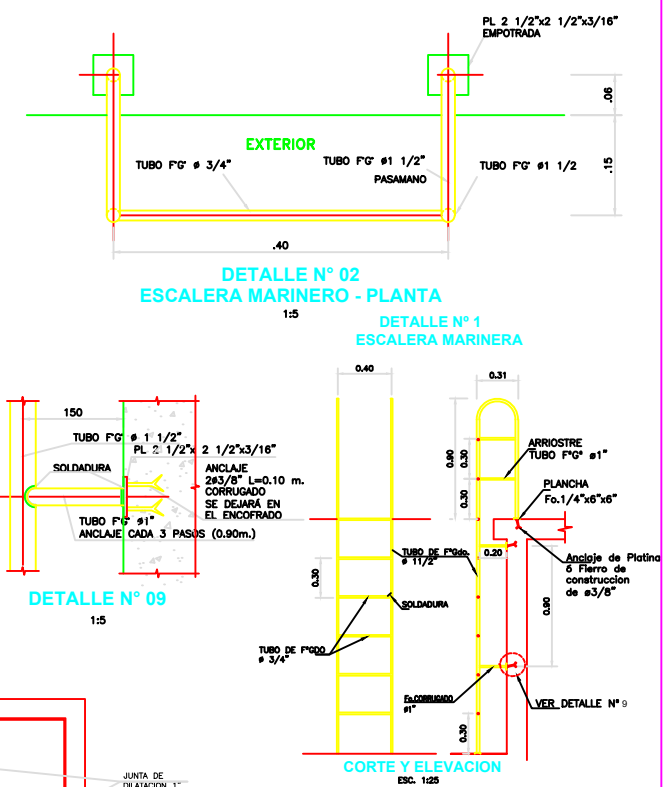 PL 2 1/2"x2 1/2"x3/16"
EMPOTRADA
.06
EXTERIOR
TUBO F'G' ø 3/4"
TUBO F'G' ø1 1/2"
PASAMANO
TUBO F'G' ø1 1/2
.15
.40
DETALLE N° 02
ESCALERA MARINERO - PLANTA
1:5
DETALLE Nº 1
ESCALERA MARINERA
0.40
0.31
150
TUBO F'G' ø 1 1/2"
PL 2 1/2"x 2 1/2"x3/16"
SOLDADURA
ANCLAJE
2ø3/8" L=0.10 m.
CORRUGADO
SE DEJARÁ EN
EL ENCOFRADO
TUBO F'G' ø1"
ANCLAJE CADA 3 PASOS (0.90m.)
DETALLE N° 09
1:5
0.90
0.30
0.30
ARRIOSTRE
TUBO F'G' ø1"
PLANCHA
Fo.1/4"x6"x6"
0.20
TUBO DE F'Gdo.
ø 11/2"
Anclaje de Platina
6 Fierro de
construccion
de ø3/8"
0.30
0.90
SOLDADURA
TUBO DE F'GDO
ø 3/4"
Fo.CORRUGADO
ø1"
VER DETALLE N° 9
0.30
CORTE Y ELEVACION
ESC. 1:25
JUNTA DE
DILATACION 1"